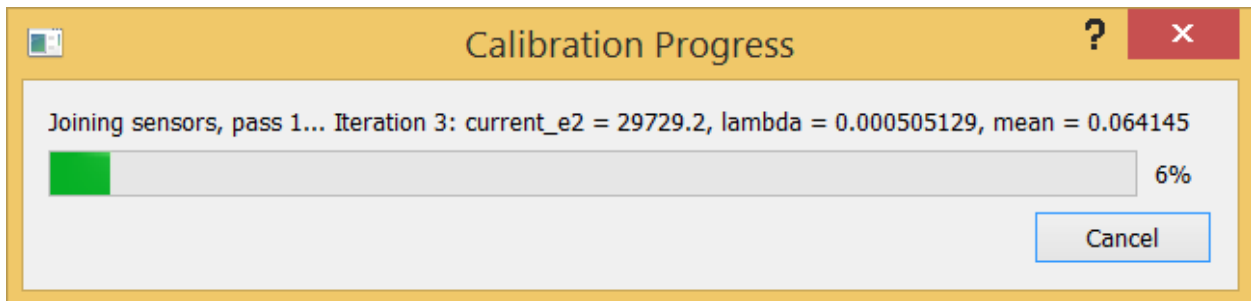 Calibration Progress ? ×
Joining sensors, pass 1... Iteration 3: current_e2 = 29729.2, lambda = 0.000505129, mean = 0.064145
6%
Cancel